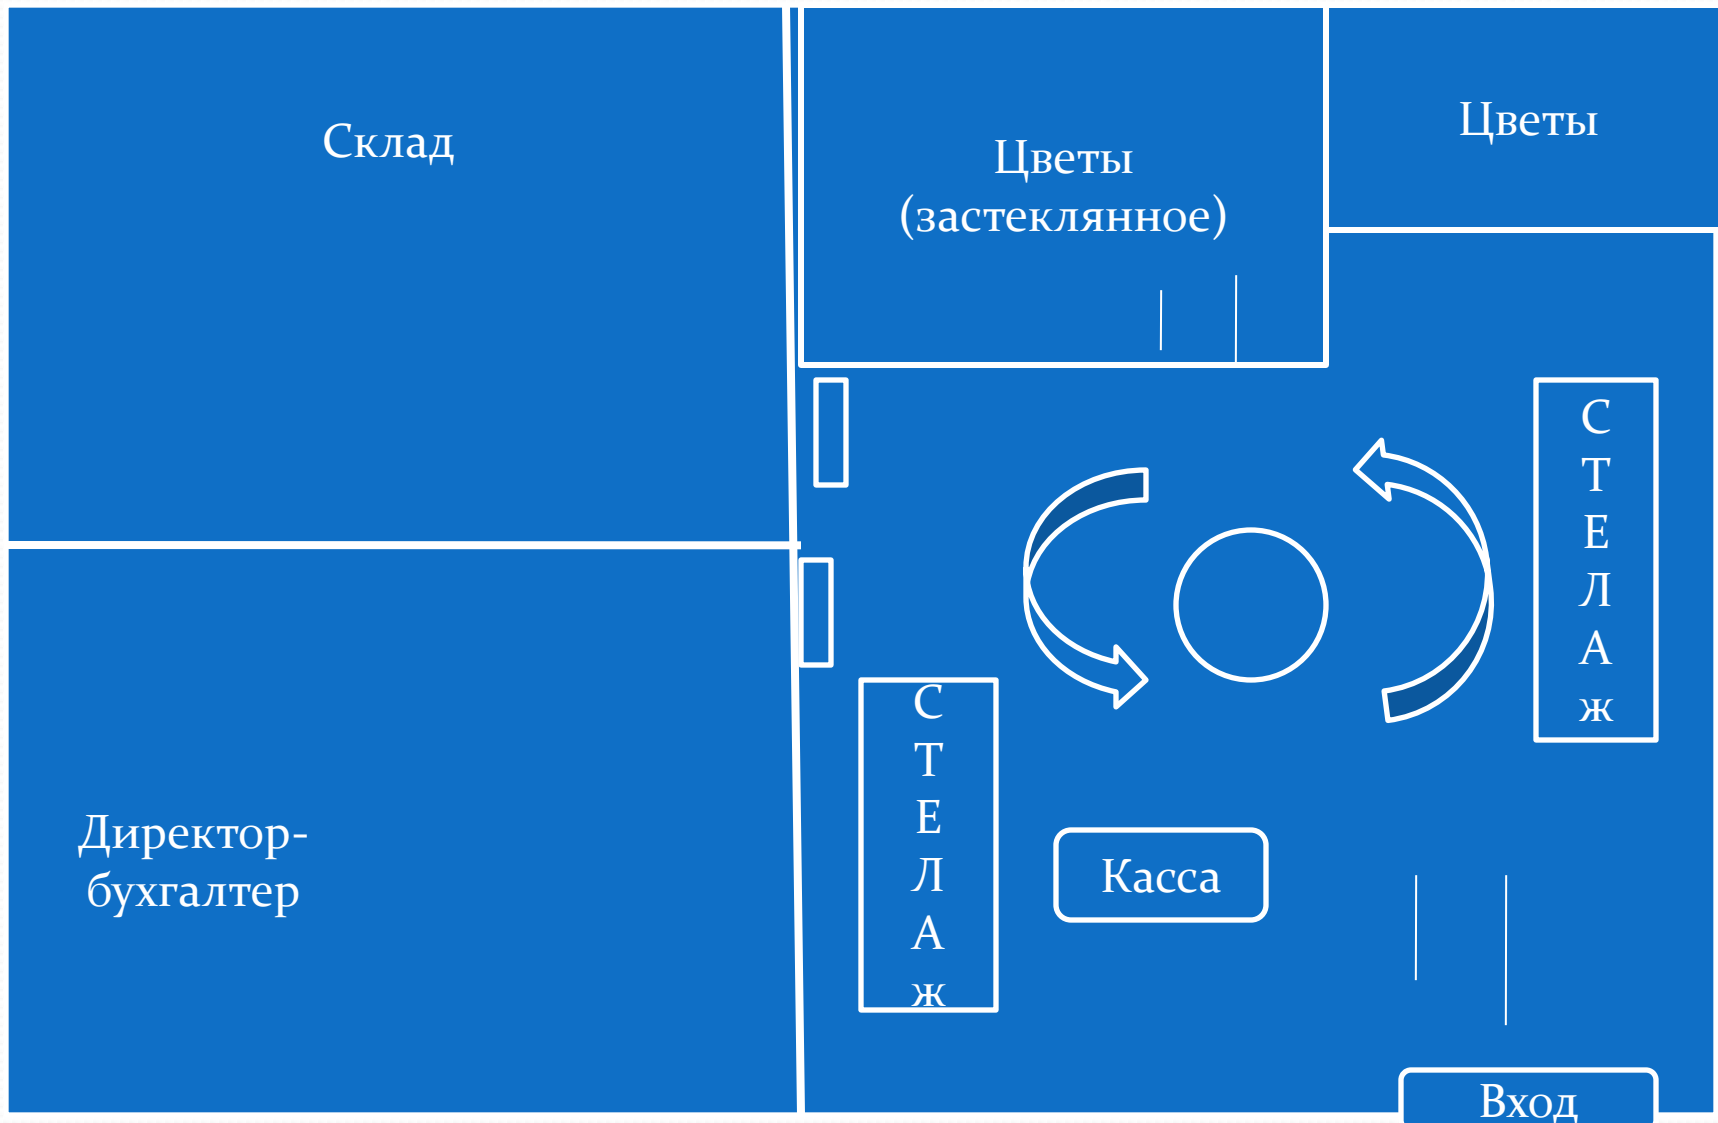 Склад
Цветы
(застеклянное)
Цветы
С
Т
Е
Л
А
ж
С
Т
Е
Л
А
ж
Директор-
бухгалтер
Касса
Вход